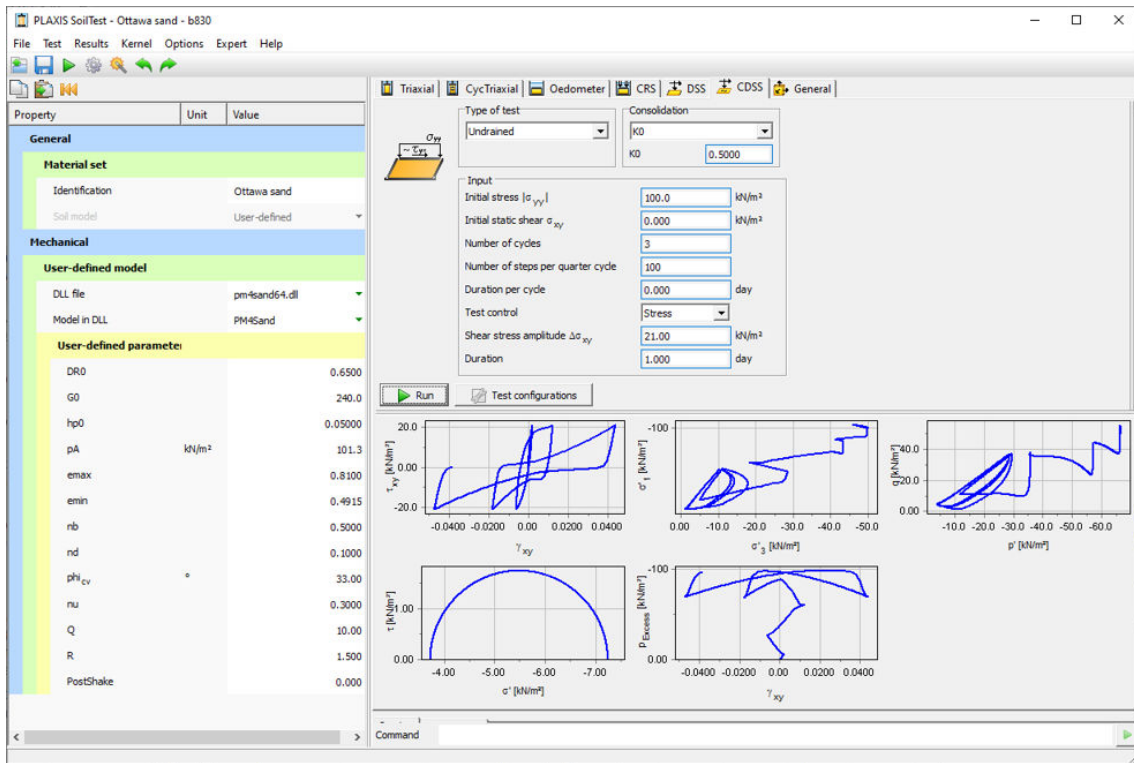 PLAXIS SoilTest - Ottawa sand - b830
File Test Results Kernel Options Expert Help
Property Unit Value
General
Material set
Identification Ottawa sand
Soil model User-defined
Mechanical
User-defined model
DLL file pm4sand64.dll
Model in DLL PM4Sand
User-defined parameter
DR0 0.6500
G0 240.0
hp0 0.05000
pA kN/m² 101.3
emax 0.8100
emin 0.4915
nb 0.5000
nd 0.1000
phi cv ° 33.00
nu 0.3000
Q 10.00
R 1.500
PostShake 0.000
Triaxial CycTriaxial Oedometer CRS DSS CDSS General
Type of test
Undrained
Consolidation
K0
K0 0.5000
σyy
~ τxy
Input
Initial stress |σ yy| 100.0 kN/m²
Initial static shear σ xy 0.000 kN/m²
Number of cycles 3
Number of steps per quarter cycle 100
Duration per cycle 0.000 day
Test control Stress
Shear stress amplitude Δσ xy 21.00 kN/m²
Duration 1.000 day
Run Test configurations
τ xy [kN/m²]
20.0
0.00
-20.0
-0.0400 -0.0200 0.00 0.0200 0.0400
γ xy
σ' 1 [kN/m²]
-100
0.00
0.00 -10.0 -20.0 -30.0 -40.0 -50.0
σ' 3 [kN/m²]
q [kN/m²]
40.0
20.0
0.00
-10.0 -20.0 -30.0 -40.0 -50.0 -60.0
p' [kN/m²]
τ [kN/m²]
1.00
0.00
-4.00 -5.00 -6.00 -7.00
σ' [kN/m²]
p Excess [kN/m²]
-100
0.00
-0.0400 -0.0200 0.00 0.0200 0.0400
γ xy
Command